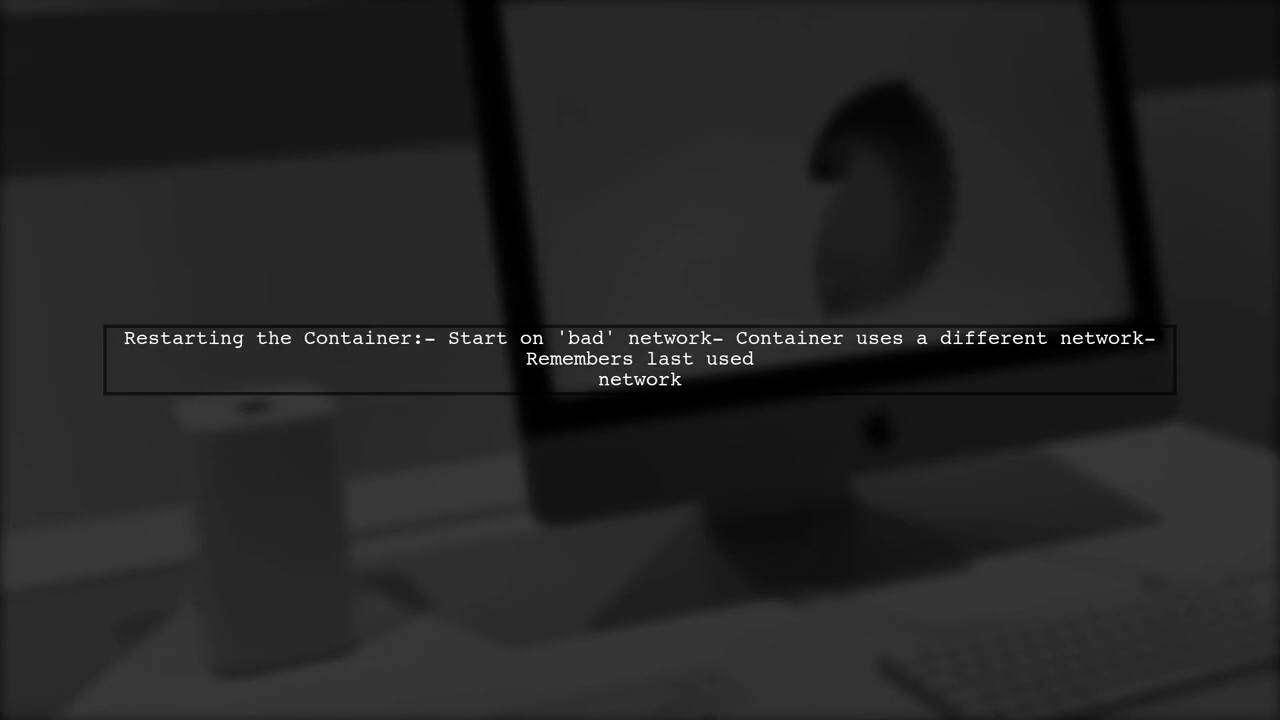 Restarting the Container:- Start on 'bad' network- Container uses a different network-
Remembers last used
network